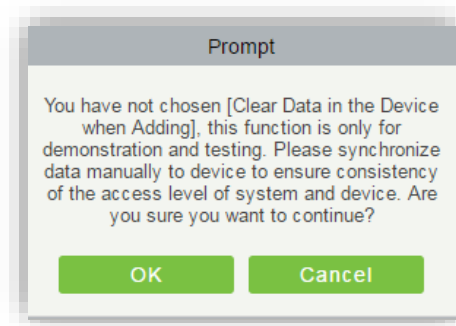 Prompt
You have not chosen [Clear Data in the Device
when Adding], this function is only for
demonstration and testing. Please synchronize
data manually to device to ensure consistency
of the access level of system and device. Are
you sure you want to continue?
OK Cancel